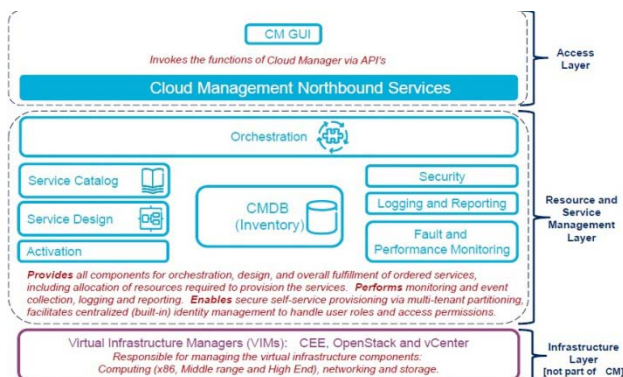 CM GUI
Invokes the functions of Cloud Manager via API's
Cloud Management Northbound Services
Access
Layer
Orchestration
Service Catalog
Service Design
Activation
CMDB
(Inventory)
Security
Logging and Reporting
Fault and
Performance Monitoring
Resource and
Service
Management
Layer
Provides all components for orchestration, design, and overall fulfillment of ordered services,
including allocation of resources required to provision the services. Performs monitoring and event
collection, logging and reporting. Enables secure self-service provisioning via multi-tenant partitioning,
facilitates centralized (built-in) identity management to handle user roles and access permissions.
Virtual Infrastructure Managers (VIMs): CEE, OpenStack and vCenter
Responsible for managing the virtual infrastructure components:
Computing (x86, Middle range and High End), networking and storage.
Infrastructure
Layer
[not part of CM]